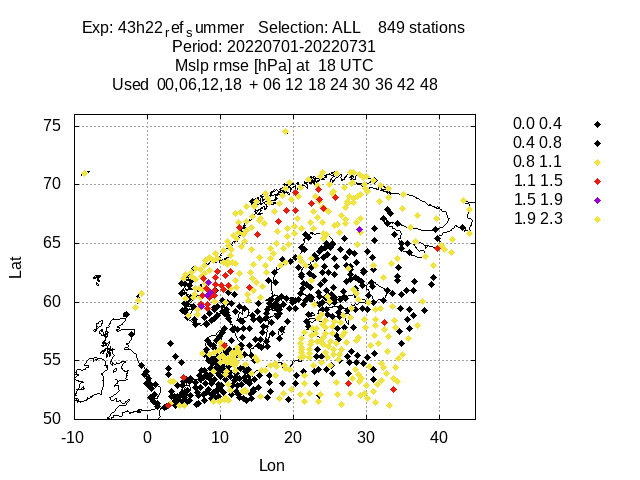 Exp: 43h22_ref_summer   Selection: ALL    849 stations
Period: 20220701-20220731
Mslp rmse [hPa] at  18 UTC
Used  00,06,12,18  + 06 12 18 24 30 36 42 48
0.0 0.4
0.4 0.8
0.8 1.1
1.1 1.5
1.5 1.9
1.9 2.3
75
70
65
60
55
50
Lat
-10 0 10 20 30 40
Lon